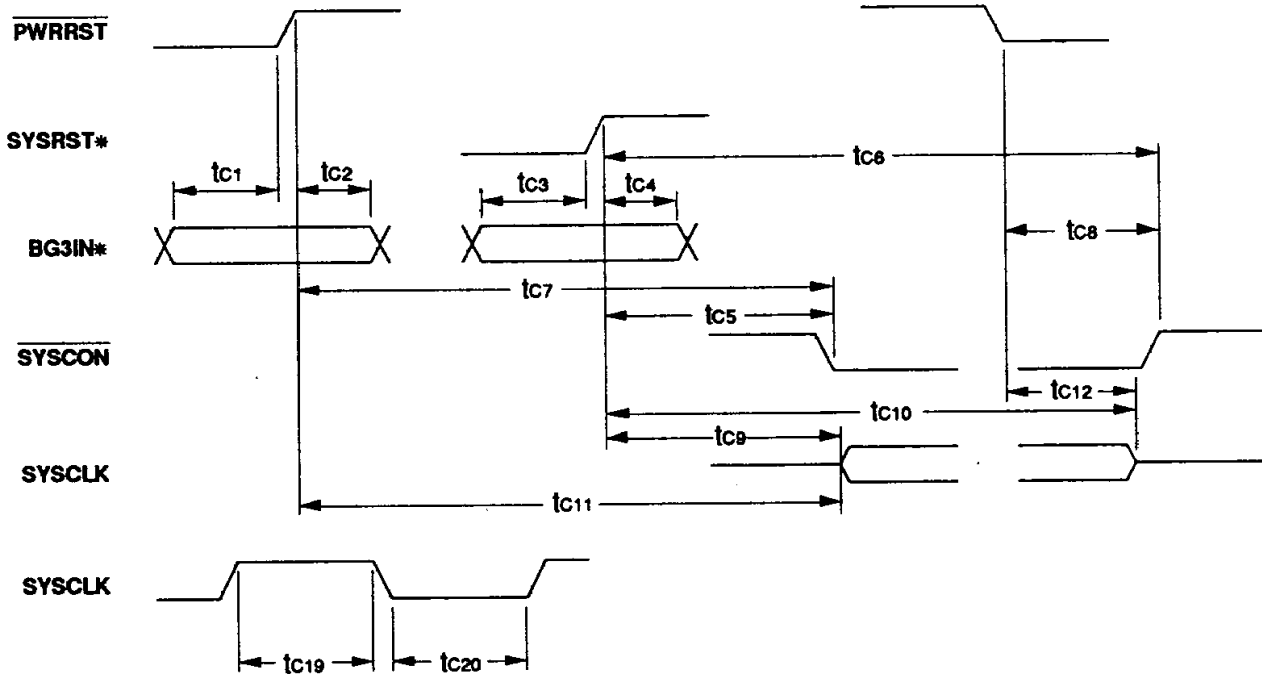 PWRRST
SYSRST*
tC6
tC1
tC2
tC3
tC4
BG3IN*
tC8
tC7
tC5
SYSCON
tC12
tC10
tC9
SYSCLK
tC11
SYSCLK
tC19
tC20